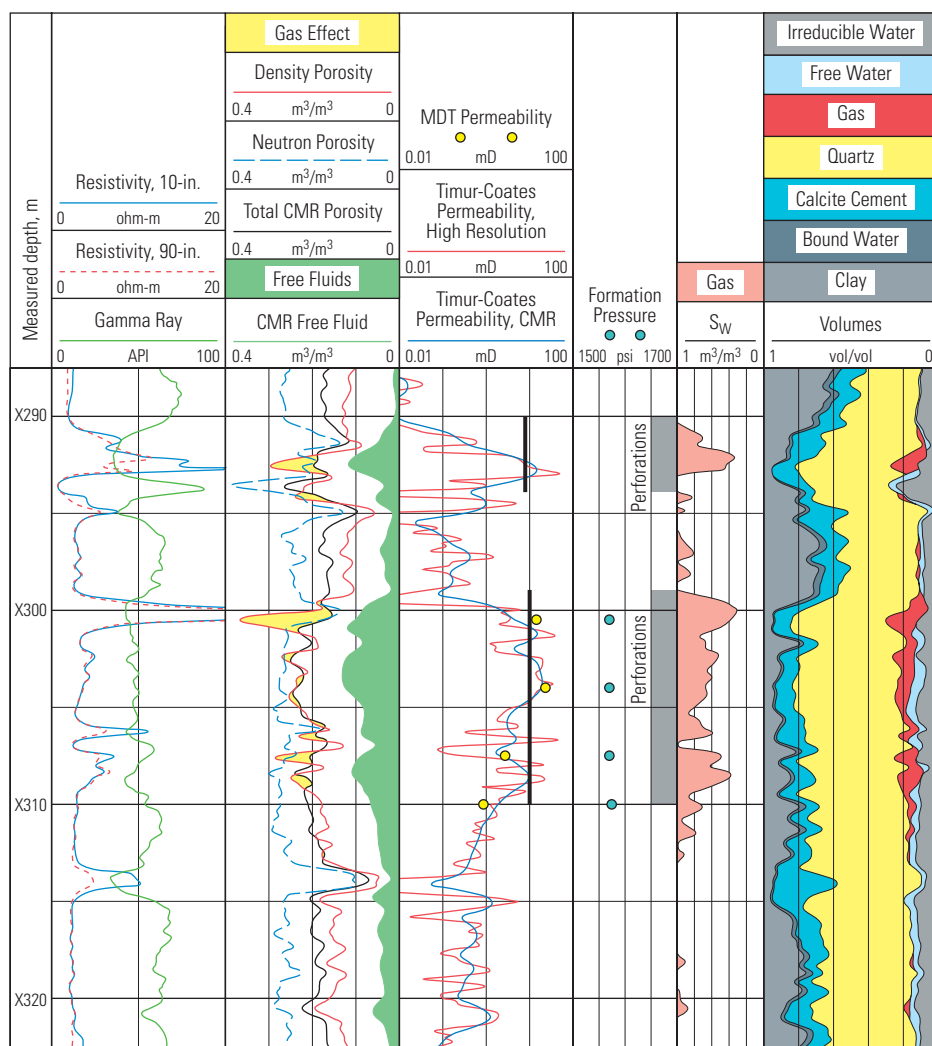 Measured depth, m
Resistivity, 10-in.
0 ohm-m 20
Resistivity, 90-in.
0 ohm-m 20
Gamma Ray
0 API 100
Gas Effect
Density Porosity
0.4 m³/m³ 0
Neutron Porosity
0.4 m³/m³ 0
Total CMR Porosity
0.4 m³/m³ 0
Free Fluids
CMR Free Fluid
0.4 m³/m³ 0
MDT Permeability
0.01 mD 100
Timur-Coates
Permeability,
High Resolution
0.01 mD 100
Timur-Coates
Permeability, CMR
0.01 mD 100
Formation
Pressure
1500 psi 1700
Gas
S_W
1 m³/m³ 0
Irreducible Water
Free Water
Gas
Quartz
Calcite Cement
Bound Water
Clay
Volumes
1 vol/vol 0
X290
X300
X310
X320
Perforations
Perforations